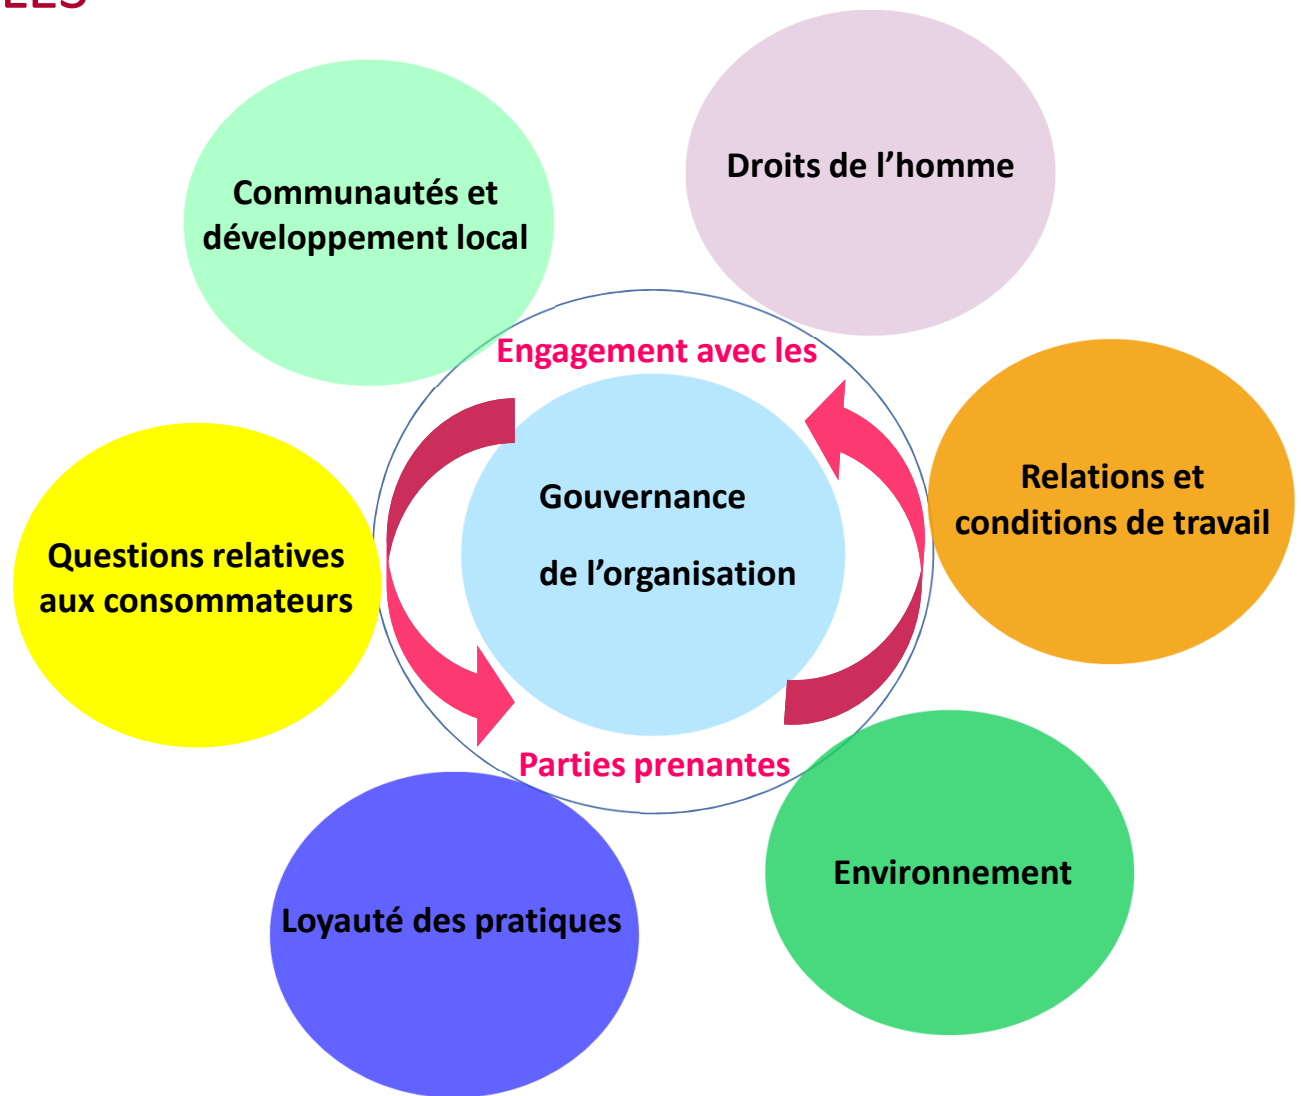 Droits de l’homme
Communautés et
développement local
Engagement avec les
Relations et
conditions de travail
Gouvernance
de l’organisation
Questions relatives
aux consommateurs
Parties prenantes
Environnement
Loyauté des pratiques